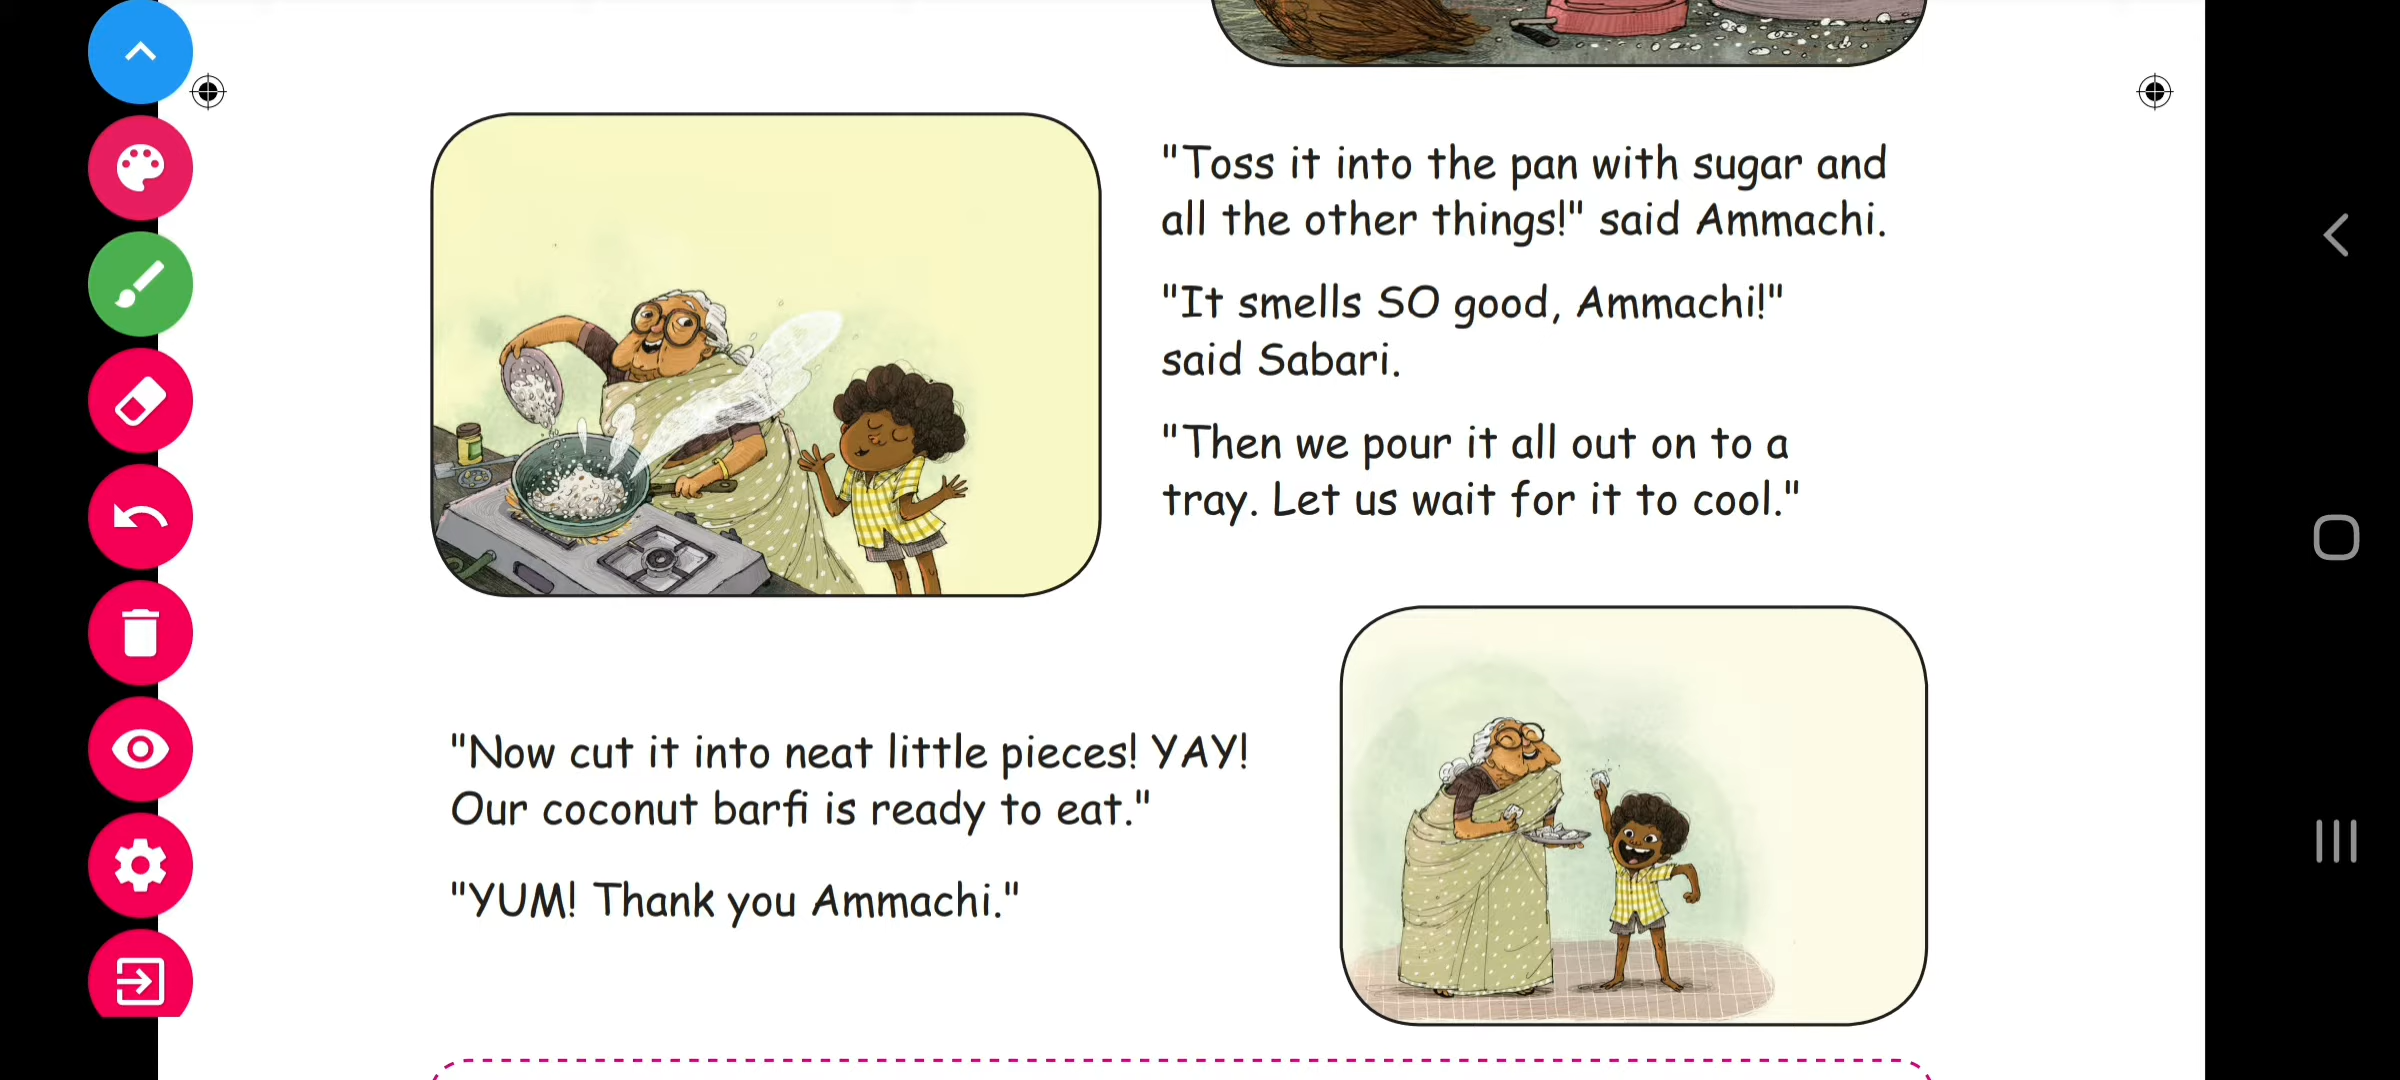 "Toss it into the pan with sugar and
all the other things!" said Ammachi.
"It smells SO good, Ammachi!"
said Sabari.
"Then we pour it all out on to a
tray. Let us wait for it to cool."
"Now cut it into neat little pieces! YAY!
Our coconut barfi is ready to eat."
"YUM! Thank you Ammachi."